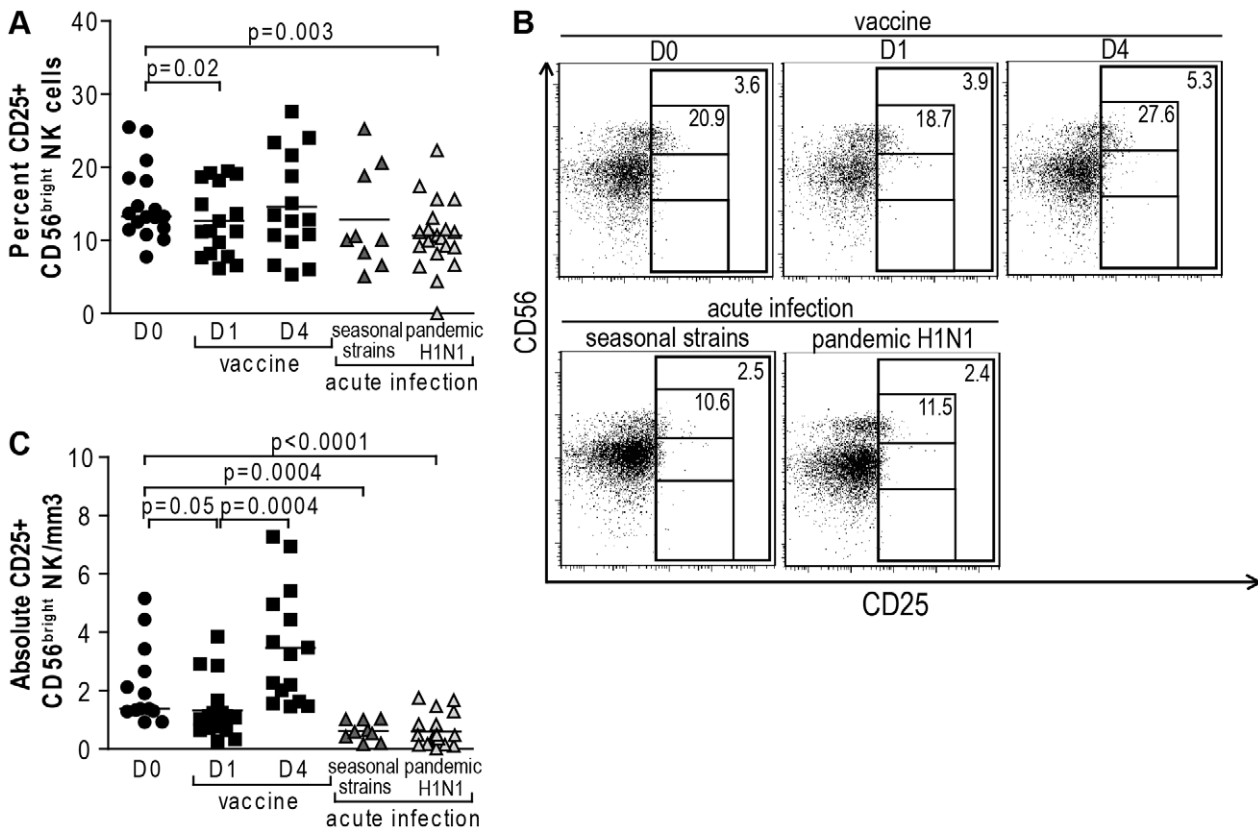 A
Percent CD25+
CD56bright NK cells
40
30
20
10
0
p=0.003
p=0.02
D0
D1
D4
seasonal
strains
pandemic
H1N1
vaccine
acute infection
B
vaccine
D0
D1
D4
3.6
20.9
3.9
18.7
5.3
27.6
acute infection
seasonal strains
pandemic H1N1
2.5
10.6
2.4
11.5
CD56
CD25
C
Absolute CD25+
CD56bright NK/mm3
10
8
6
4
2
0
p<0.0001
p=0.0004
p=0.05
p=0.0004
D0
D1
D4
seasonal
strains
pandemic
H1N1
vaccine
acute infection